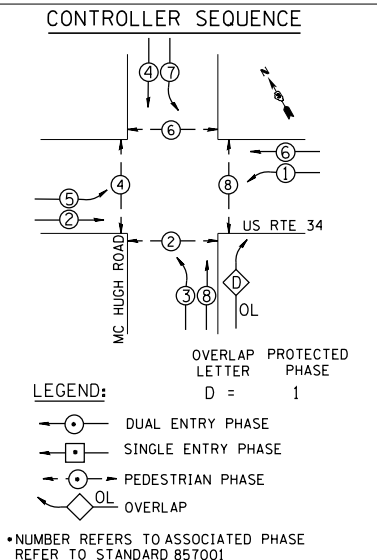 CONTROLLER SEQUENCE
4 7
N
6
6
1
4
8
5
2
US RTE 34
2
MC HUGH ROAD
3 8 D
OL
OVERLAP PROTECTED
LETTER PHASE
D = 1
LEGEND:
DUAL ENTRY PHASE
SINGLE ENTRY PHASE
PEDESTRIAN PHASE
OL
OVERLAP
•NUMBER REFERS TO ASSOCIATED PHASE
REFER TO STANDARD 857001